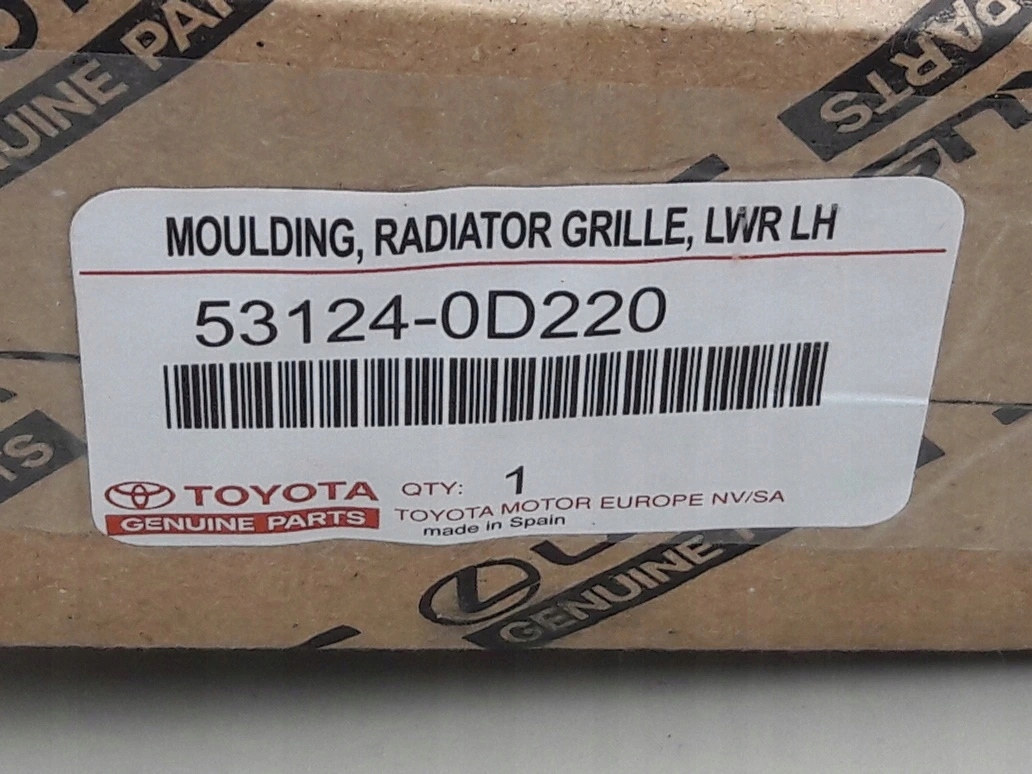 GENUINE PAR
PARTS
MOULDING, RADIATOR GRILLE, LWR LH
53124-0D220
TOYOTA
GENUINE PARTS
QTY: 1
TOYOTA MOTOR EUROPE NV/SA
made in Spain
GENUINE